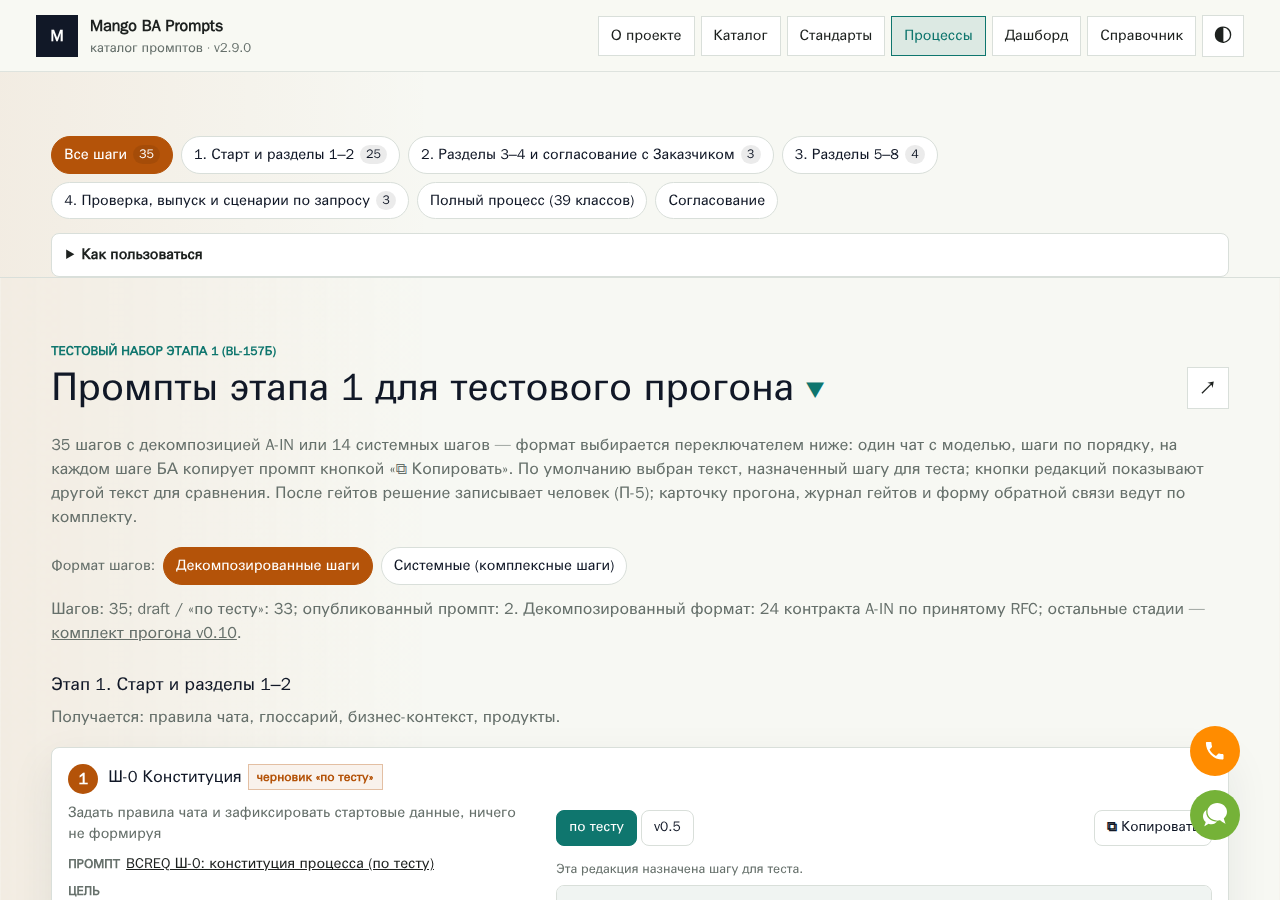 M
Mango BA Prompts
каталог промптов · v2.9.0
О проекте
Каталог
Стандарты
Процессы
Дашборд
Справочник
Все шаги 35
1. Старт и разделы 1–2 25
2. Разделы 3–4 и согласование с Заказчиком 3
3. Разделы 5–8 4
4. Проверка, выпуск и сценарии по запросу 3
Полный процесс (39 классов)
Согласование
Как пользоваться
ТЕСТОВЫЙ НАБОР ЭТАПА 1 (BL-157Б)
Промпты этапа 1 для тестового прогона
35 шагов с декомпозицией A-IN или 14 системных шагов — формат выбирается переключателем ниже: один чат с моделью, шаги по порядку, на
каждом шаге БА копирует промпт кнопкой «⧉ Копировать». По умолчанию выбран текст, назначенный шагу для теста; кнопки редакций показывают
другой текст для сравнения. После гейтов решение записывает человек (П-5); карточку прогона, журнал гейтов и форму обратной связи ведут по
комплекту.
Формат шагов:
Декомпозированные шаги
Системные (комплексные шаги)
Шагов: 35; draft / «по тесту»: 33; опубликованный промпт: 2. Декомпозированный формат: 24 контракта A-IN по принятому RFC; остальные стадии —
комплект прогона v0.10.
Этап 1. Старт и разделы 1–2
Получается: правила чата, глоссарий, бизнес-контекст, продукты.
1 Ш-0 Конституция черновик «по тесту»
Задать правила чата и зафиксировать стартовые данные, ничего
не формируя
ПРОМПТ BCREQ Ш-0: конституция процесса (по тесту)
ЦЕЛЬ
по тесту
v0.5
⧉ Копировать
Эта редакция назначена шагу для теста.